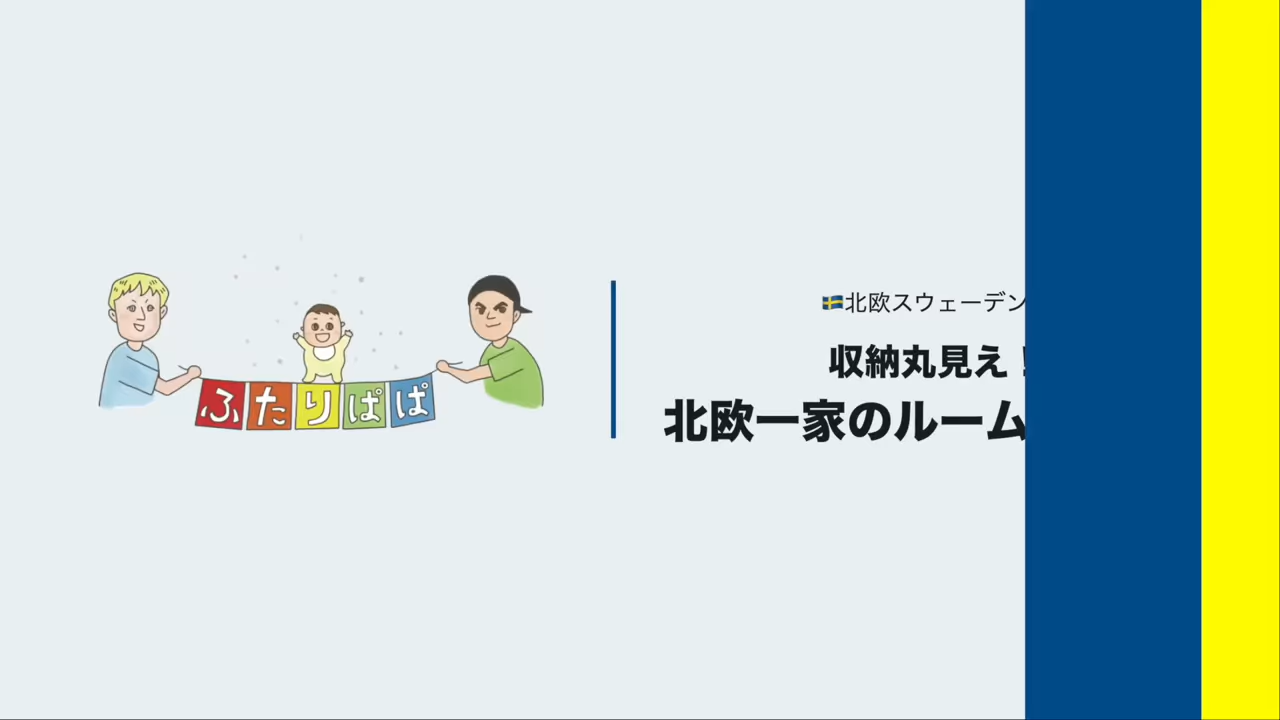 ふたりぱぱ
🇸🇪北欧スウェーデン
収納丸見え！
北欧一家のルーム